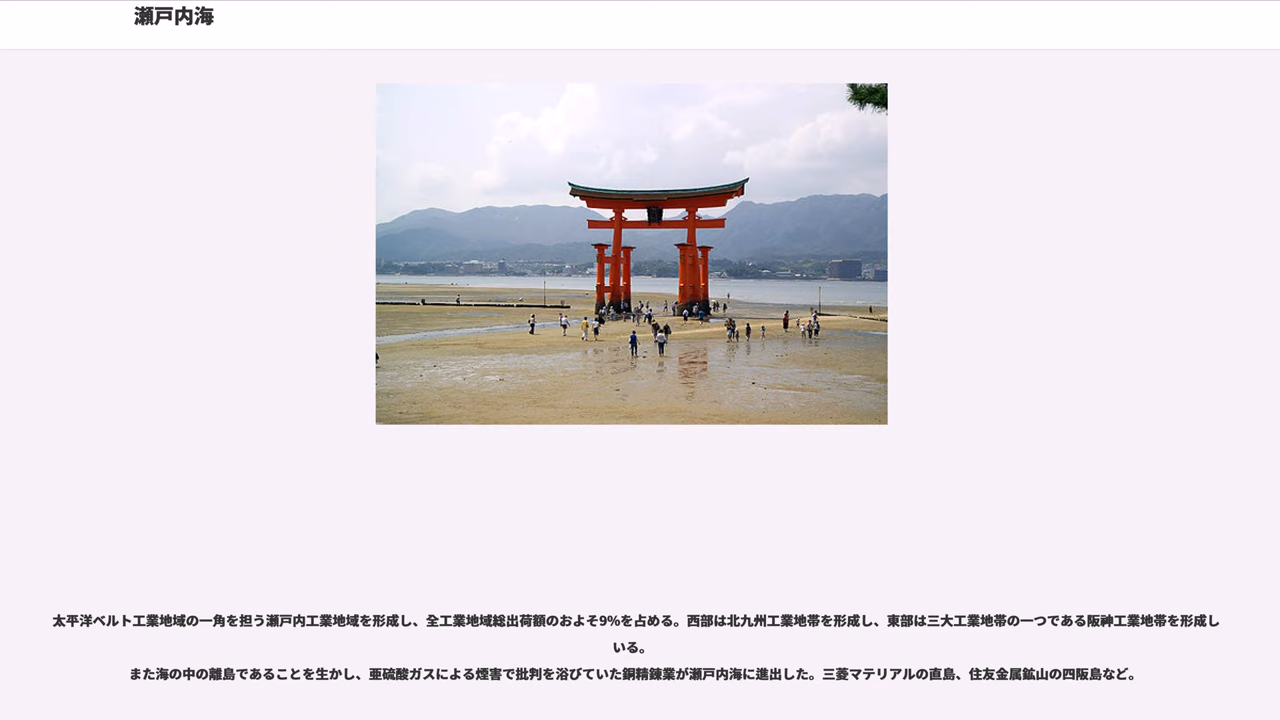 瀬戸内海
太平洋ベルト工業地域の一角を担う瀬戸内工業地域を形成し、全工業地域総出荷額のおよそ9%を占める。西部は北九州工業地帯を形成し、東部は三大工業地帯の一つである阪神工業地帯を形成し
いる。
また海の中の離島であることを生かし、亜硫酸ガスによる煙害で批判を浴びていた銅精錬業が瀬戸内海に進出した。三菱マテリアルの直島、住友金属鉱山の四阪島など。